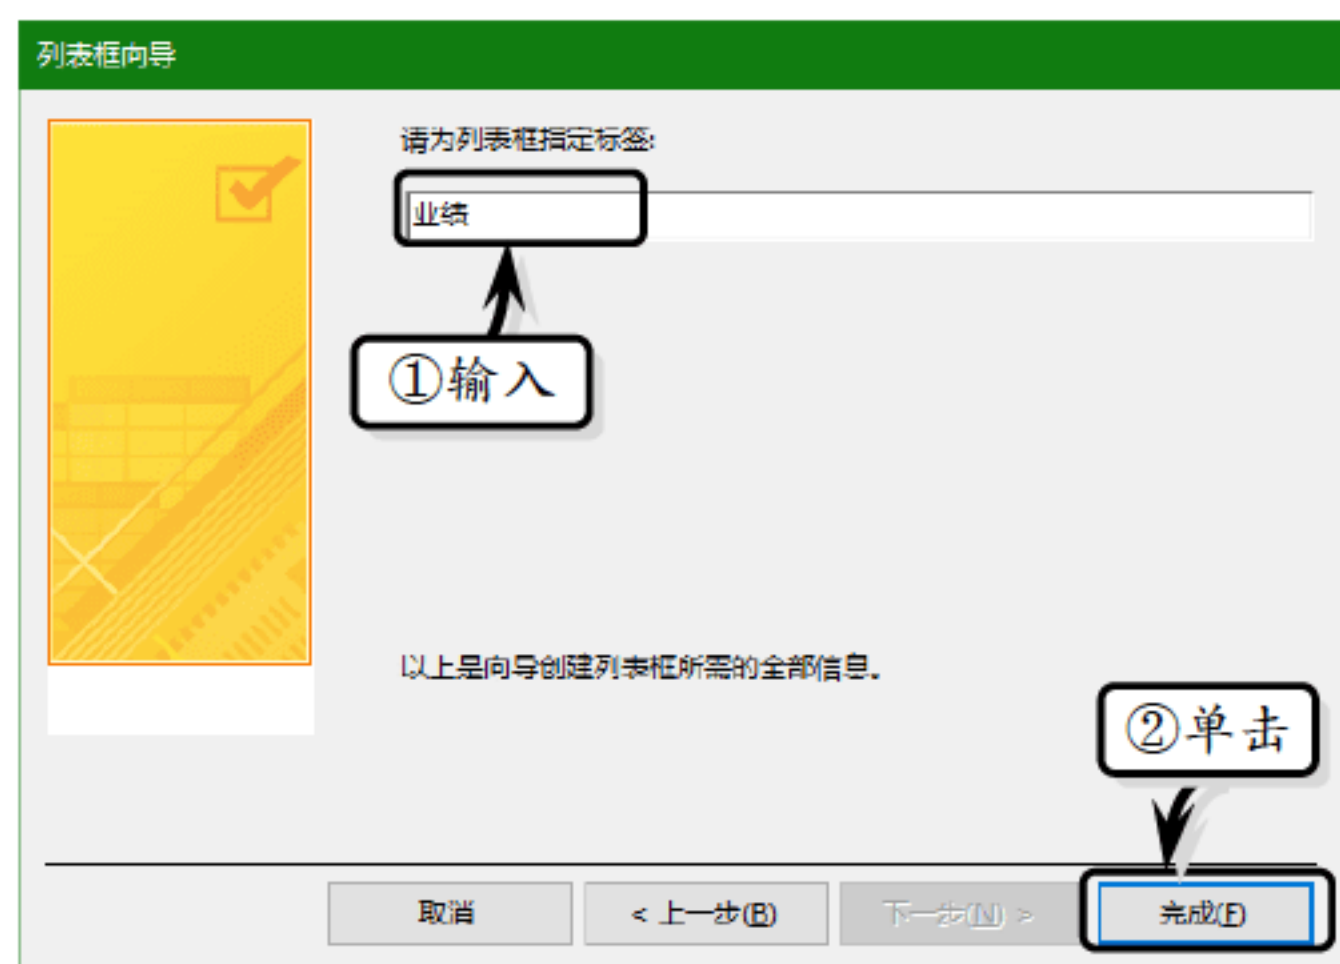 列表框向导
请为列表框指定标签:
业绩
①输入
以上是向导创建列表框所需的全部信息。
②单击
取消
< 上一步(B)
下一步(N) >
完成(F)